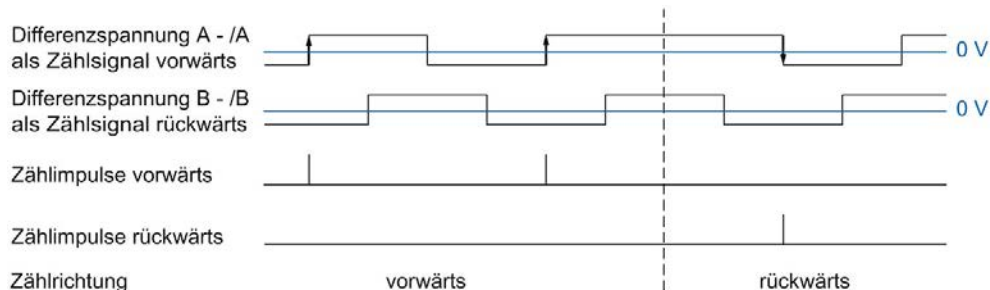 Differenzspannung A - /A
als Zählsignal vorwärts
0 V
Differenzspannung B - /B
als Zählsignal rückwärts
0 V
Zählimpulse vorwärts
Zählimpulse rückwärts
Zählrichtung vorwärts rückwärts